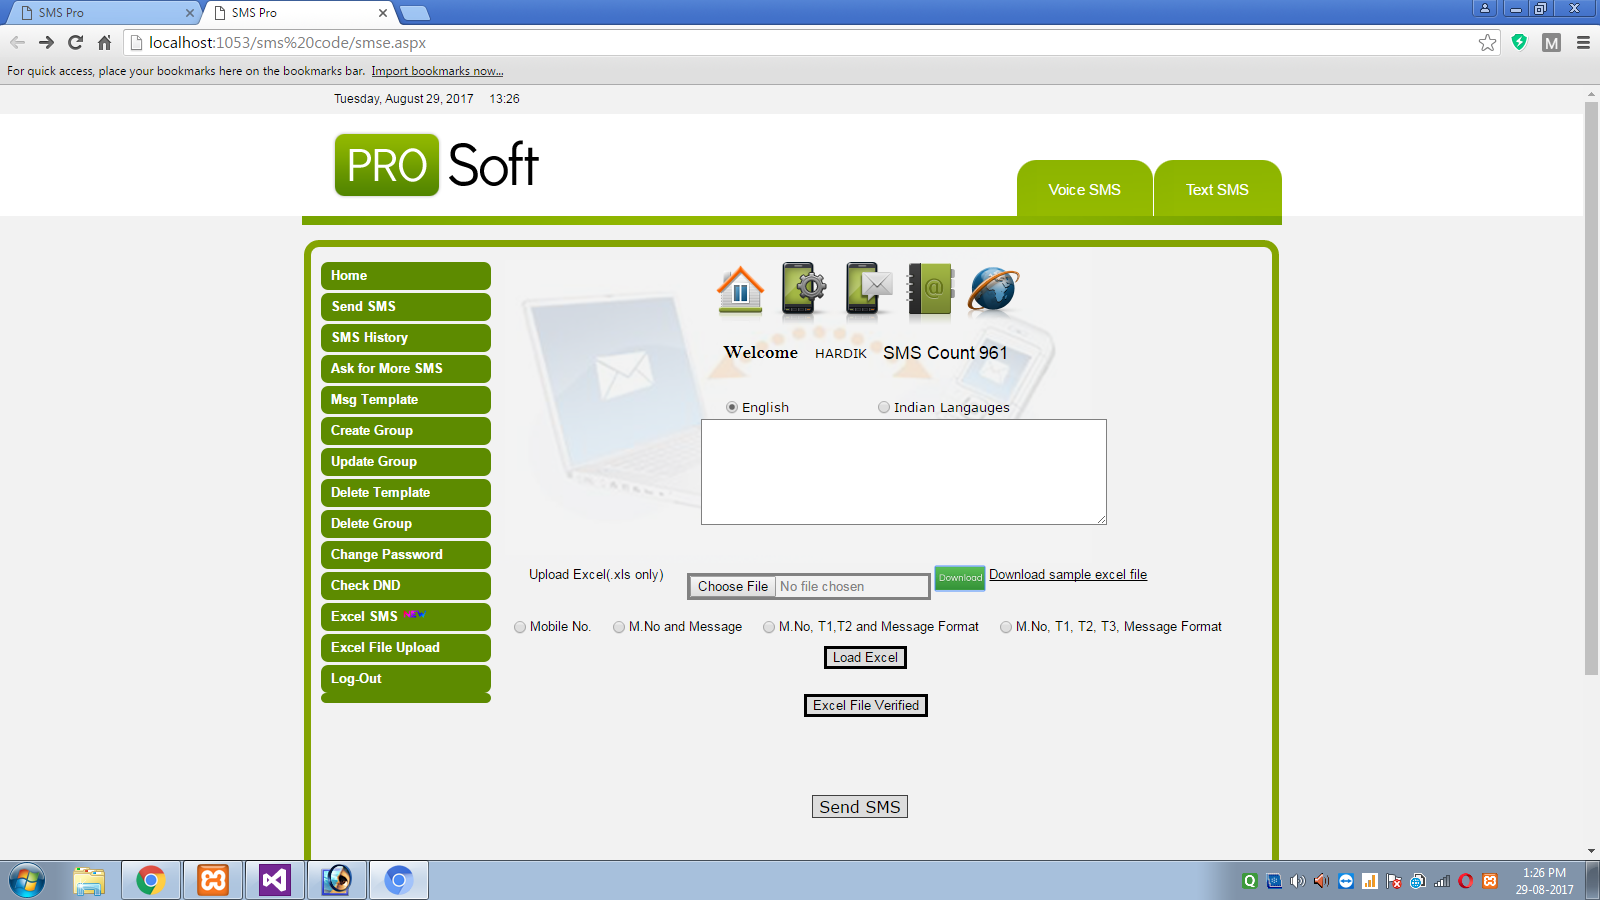 SMS Pro
SMS Pro
localhost:1053/sms%20code/smse.aspx
M
For quick access, place your bookmarks here on the bookmarks bar. Import bookmarks now...
Tuesday, August 29, 2017 13:26
PRO Soft
Voice SMS
Text SMS
Home
Send SMS
SMS History
Ask for More SMS
Msg Template
Create Group
Update Group
Delete Template
Delete Group
Change Password
Check DND
Excel SMS NEW
Excel File Upload
Log-Out
@
Welcome HARDIK SMS Count 961
English Indian Langauges
Upload Excel(.xls only) Choose File No file chosen Download Download sample excel file
Mobile No. M.No and Message M.No, T1,T2 and Message Format M.No, T1, T2, T3, Message Format
Load Excel
Excel File Verified
Send SMS
Q
1:26 PM
29-08-2017